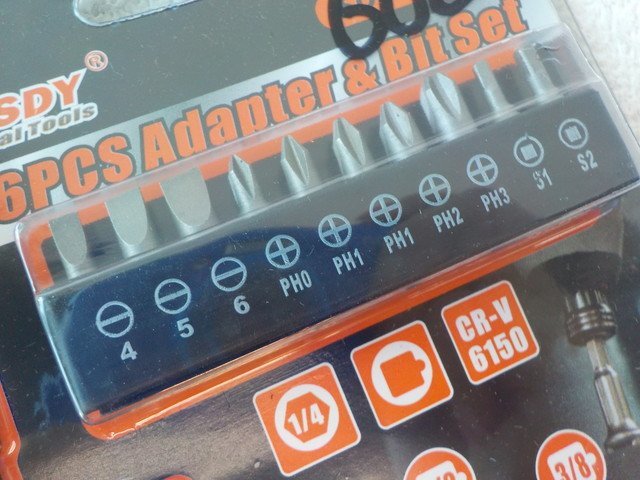 SDY®
al Tools
6PCS Adapter & Bit Set
4 5 6 PH0 PH1 PH1 PH2 PH3 S1 S2
1/4
CR-V
6150
3/8